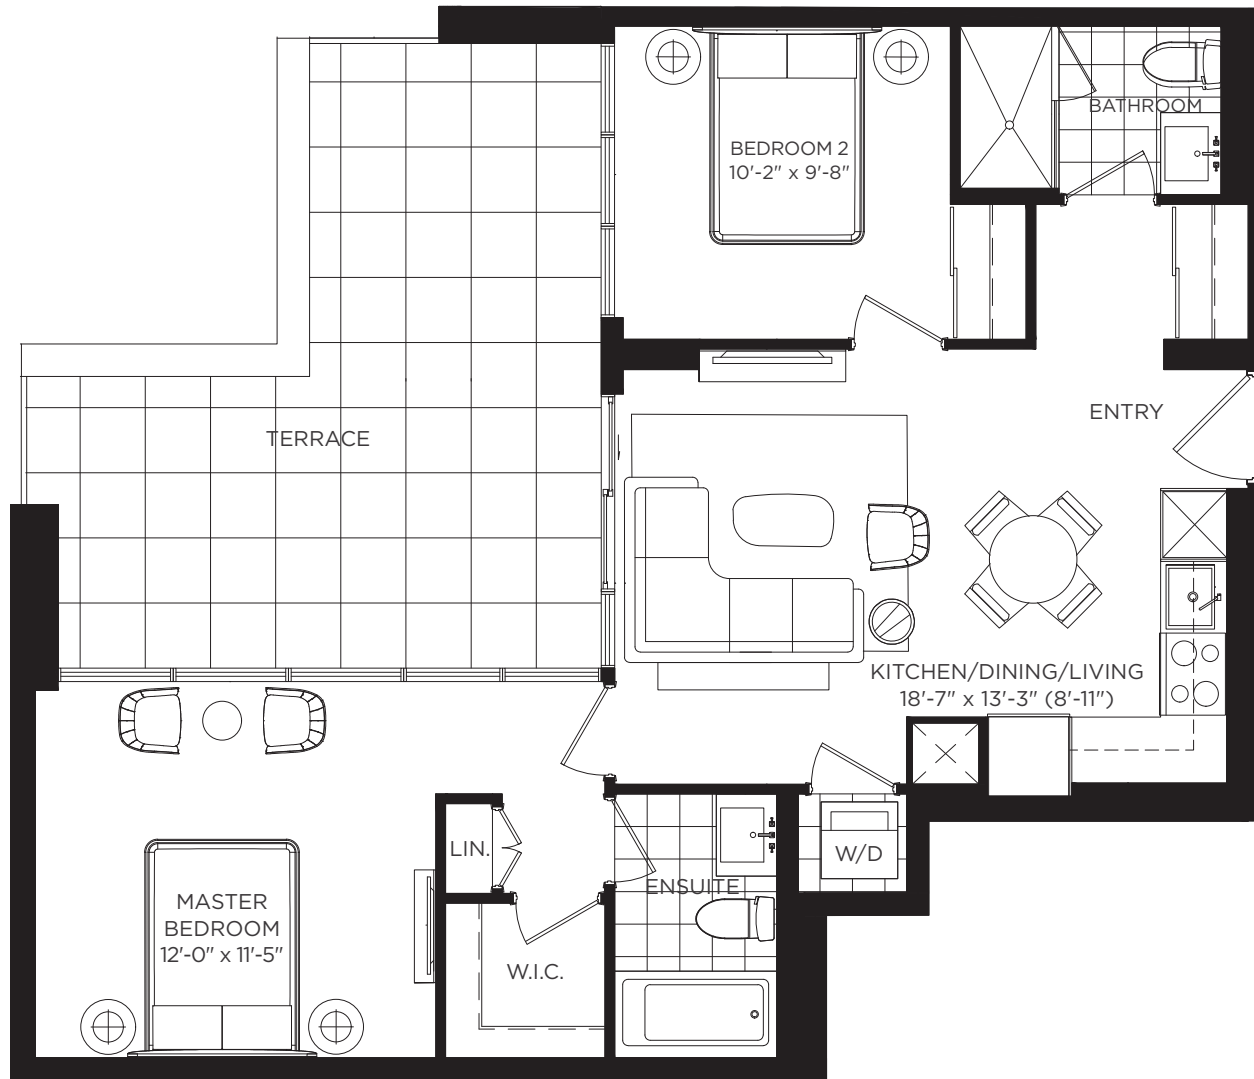 BATHROOM
BEDROOM 2
10'-2" x 9'-8"
ENTRY
TERRACE
KITCHEN/DINING/LIVING
18'-7" x 13'-3" (8'-11")
LIN.
W/D
ENSUITE
MASTER
BEDROOM
12'-0" x 11'-5"
W.I.C.